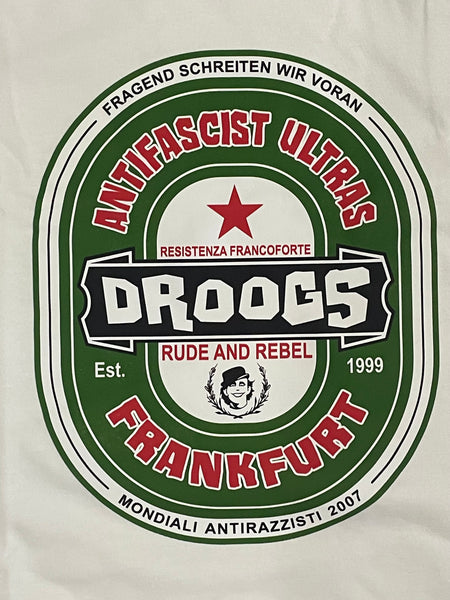 FRAGEND SCHREITEN WIR VORAN
ANTIFASCIST ULTRAS
RESISTENZA FRANCOFORTE
DROOGS
RUDE AND REBEL
Est. 1999
FRANKFURT
MONDIALI ANTIRAZZISTI 2007